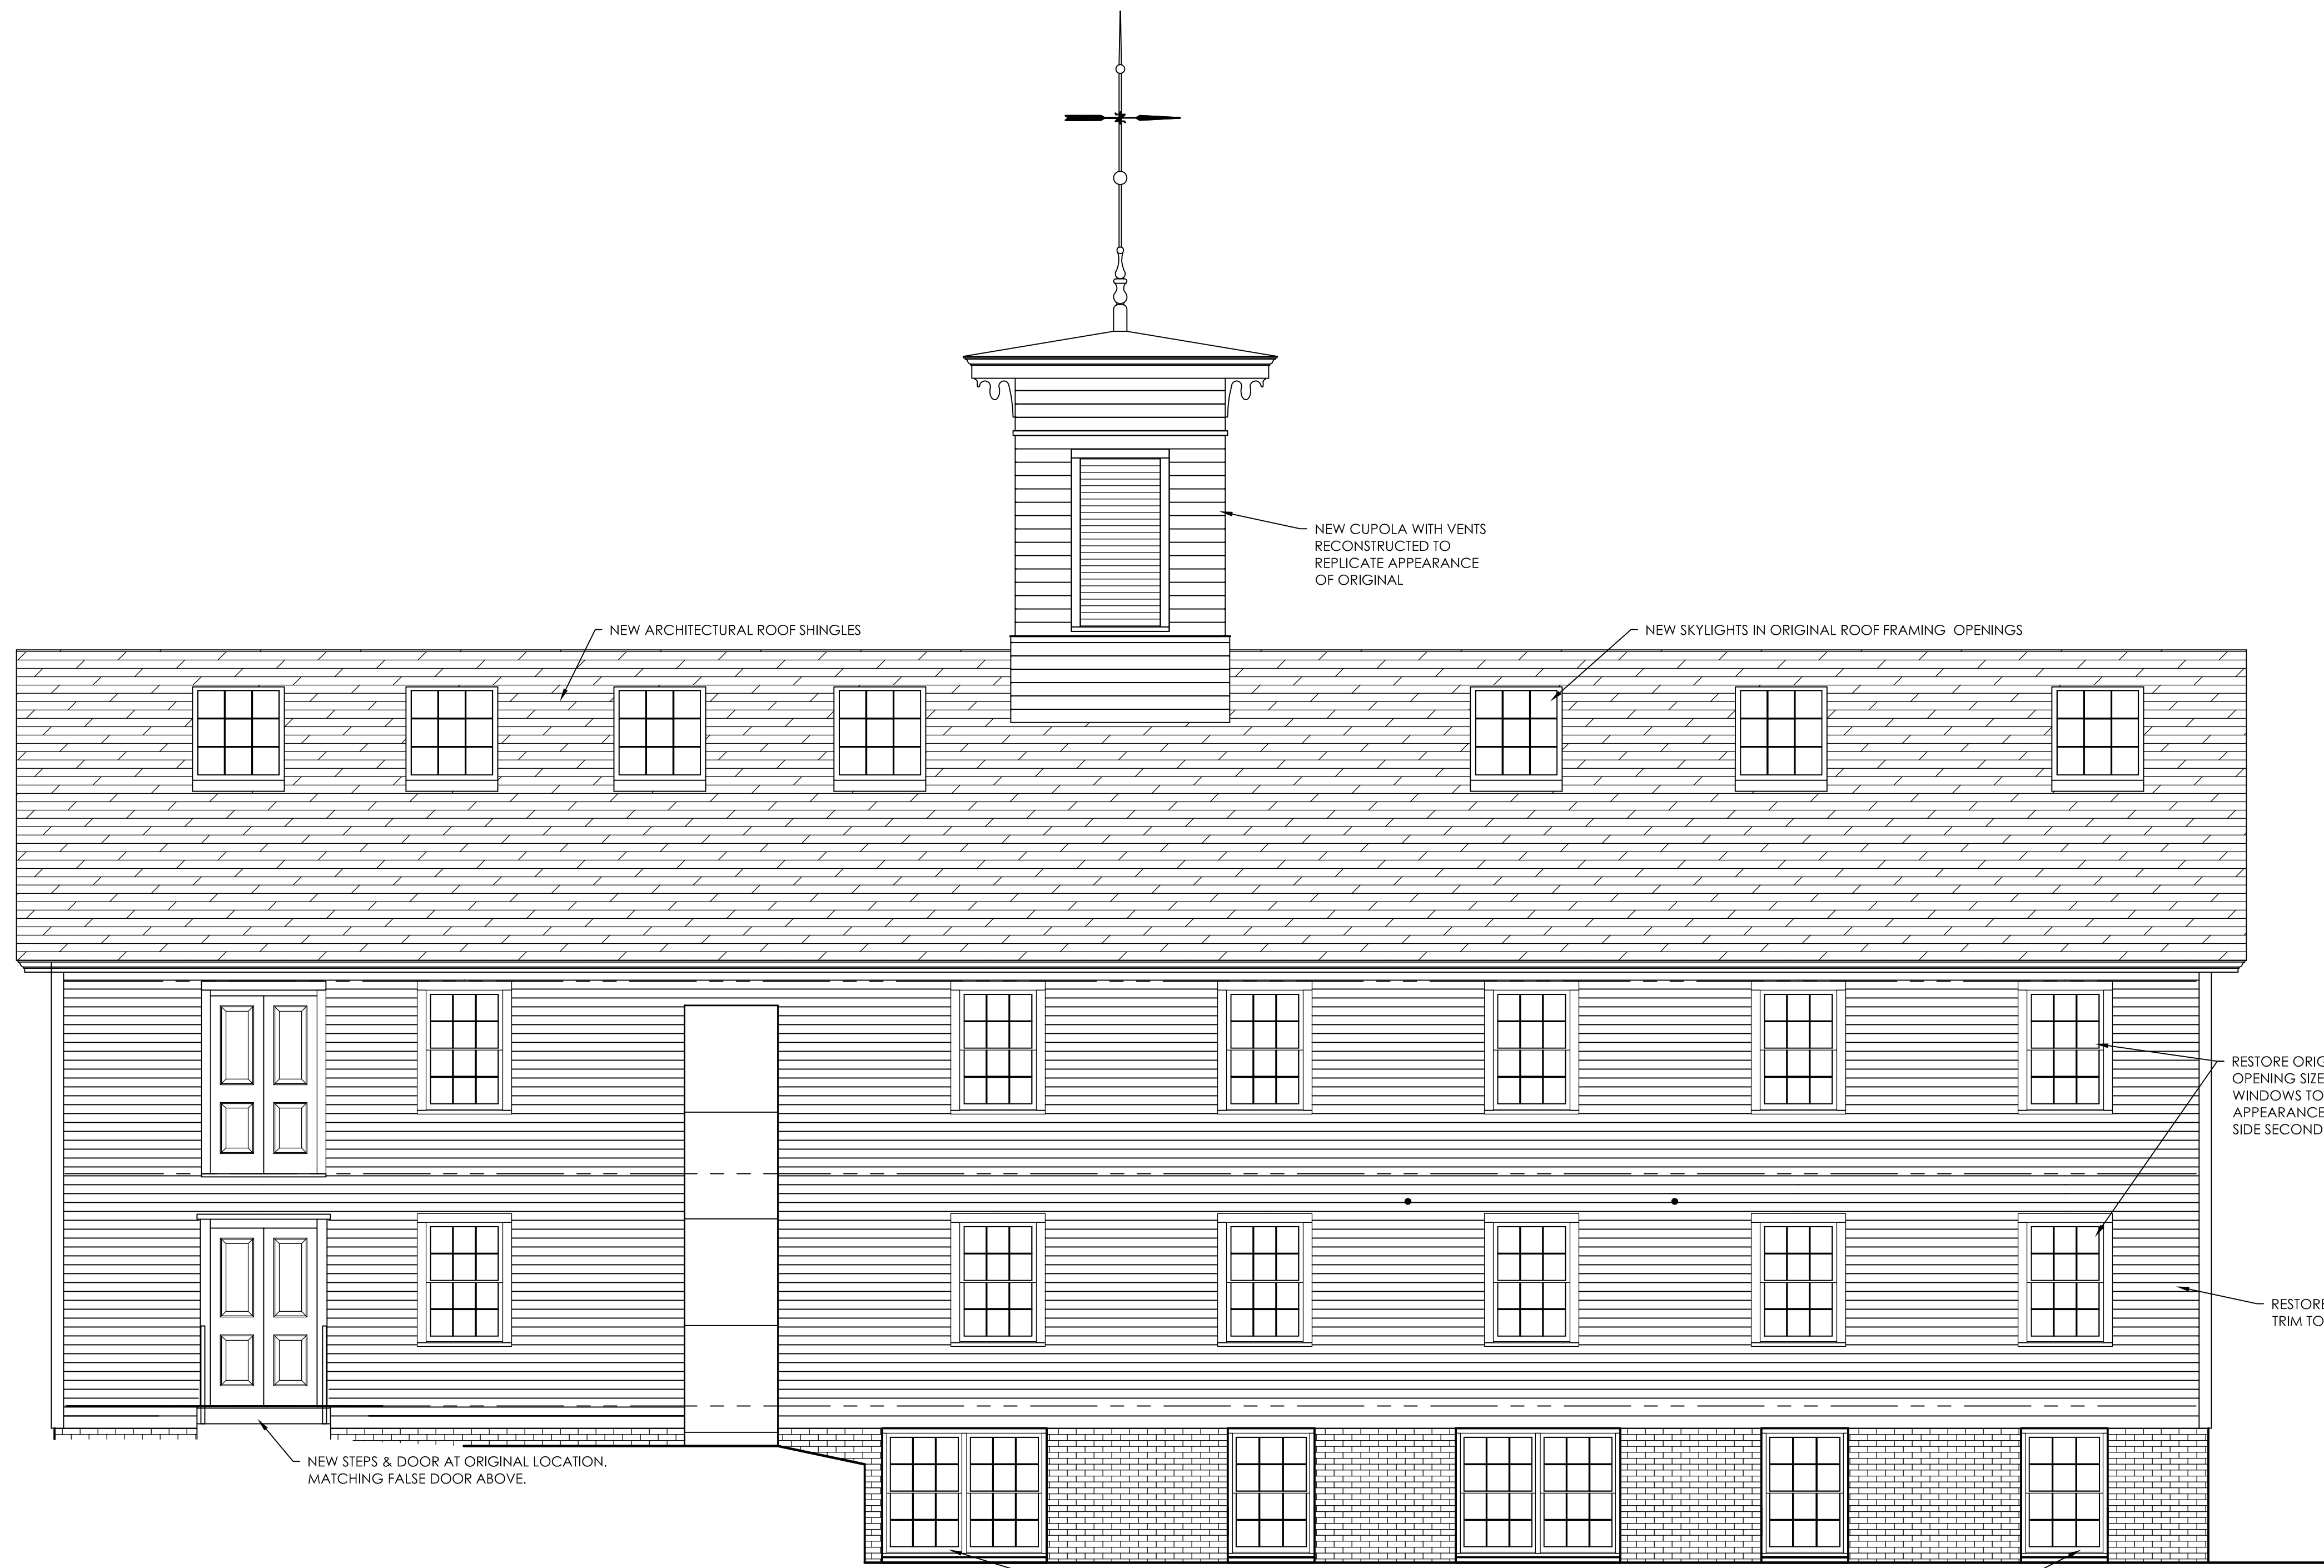 NEW CUPOLA WITH VENTS
RECONSTRUCTED TO
REPLICATE APPEARANCE
OF ORIGINAL
NEW ARCHITECTURAL ROOF SHINGLES
NEW SKYLIGHTS IN ORIGINAL ROOF FRAMING OPENINGS
RESTORE
OPENING SIZE
WINDOWS TO
APPEARANCE
SIDE SECOND
RESTORE
TRIM TO
NEW STEPS & DOOR AT ORIGINAL LOCATION.
MATCHING FALSE DOOR ABOVE.